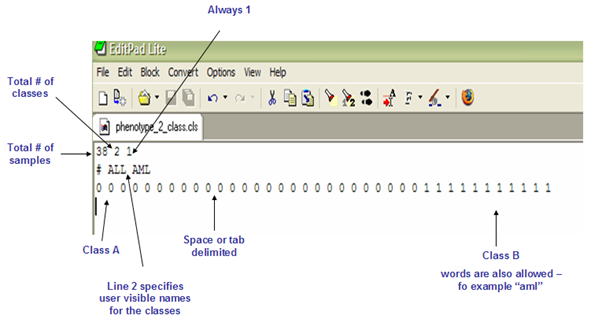 Always 1
EditPad Lite
File Edit Block Convert Options View Help
Total # of
classes
phenotype_2_class.cls
Total # of
samples
38 2 1
# ALL AML
0 0 0 0 0 0 0 0 0 0 0 0 0 0 0 0 0 0 0 0 0 0 0 0 0 0 0 1 1 1 1 1 1 1 1 1 1 1
Class A
Space or tab
delimited
Class B
words are also allowed –
fo example “aml”
Line 2 specifies
user visible names
for the classes